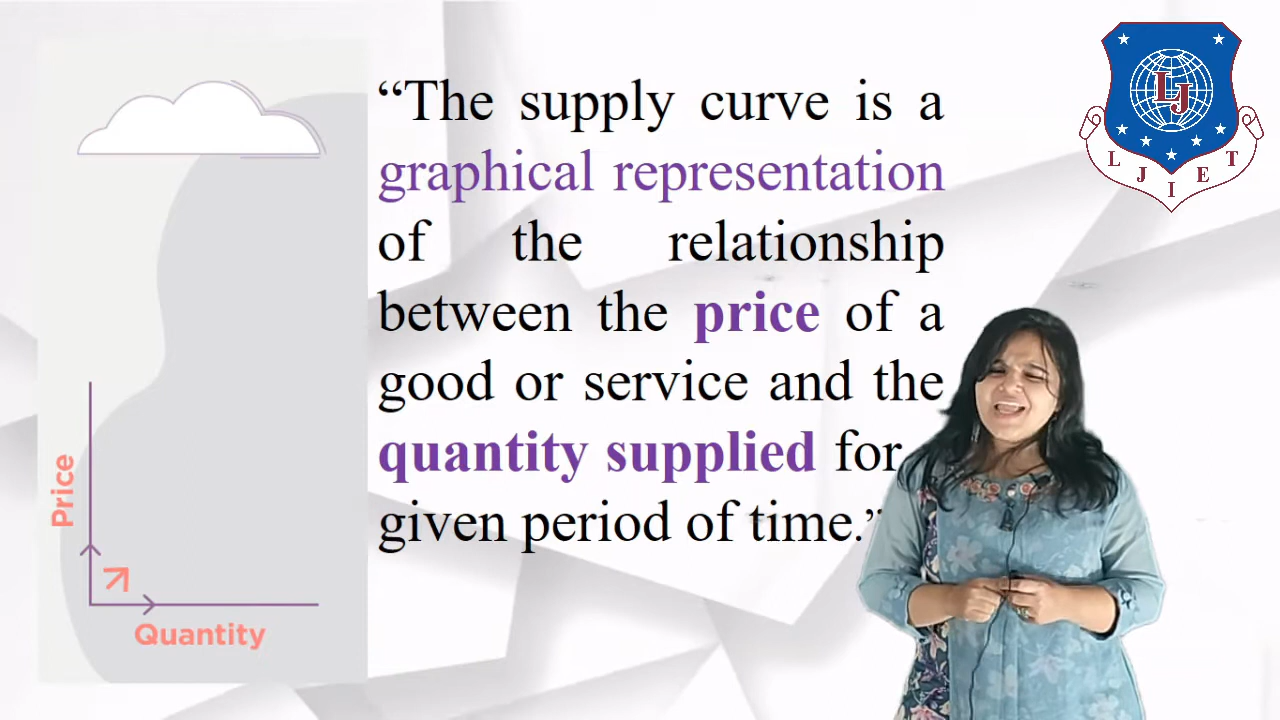 “The supply curve is a
graphical representation
of the relationship
between the price of a
good or service and the
quantity supplied for
given period of time.”
Price
Quantity
LJ
L J I E T